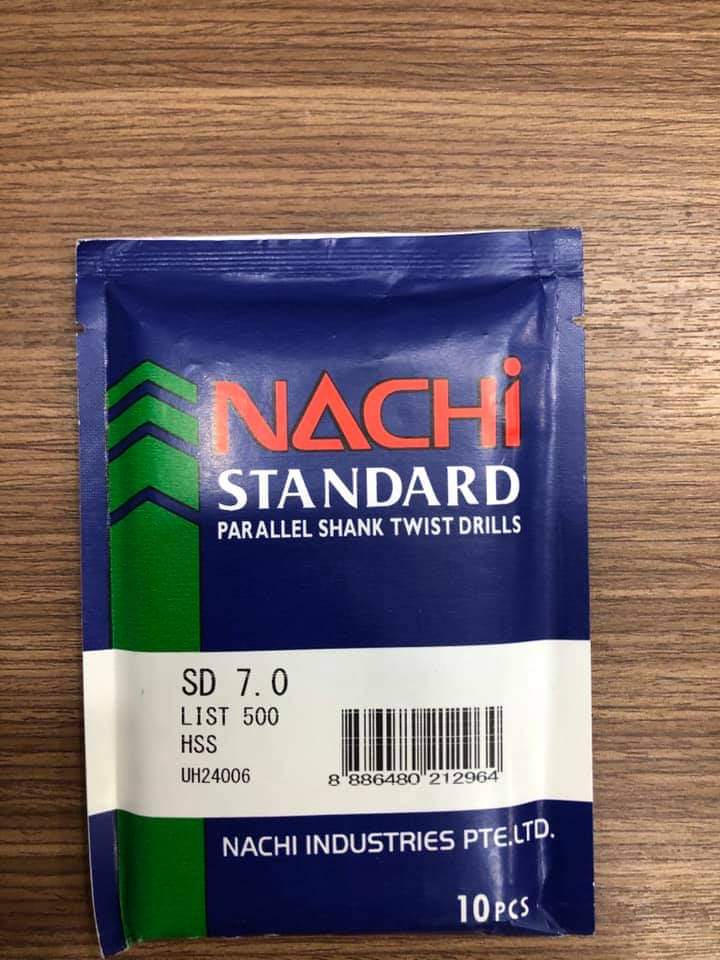 NACHi
STANDARD
PARALLEL SHANK TWIST DRILLS
SD 7.0
LIST 500
HSS
UH24006
8 886480 212964
NACHI INDUSTRIES PTE.LTD.
10PCS